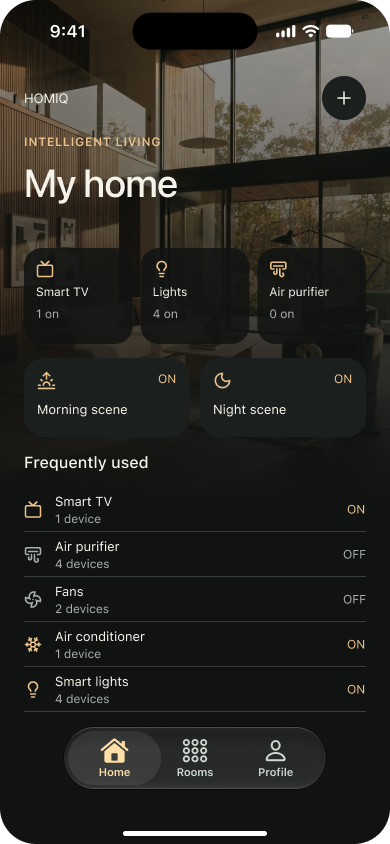 9:41
HOMIQ
INTELLIGENT LIVING
My home
Smart TV
1 on
Lights
4 on
Air purifier
0 on
ON
Morning scene
ON
Night scene
Frequently used
Smart TV
1 device
ON
Air purifier
4 devices
OFF
Fans
2 devices
OFF
Air conditioner
1 device
ON
Smart lights
4 devices
ON
Home
Rooms
Profile